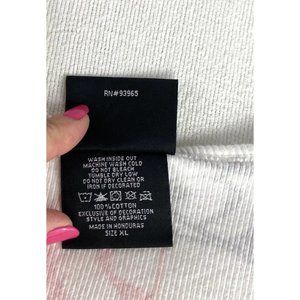 RN#93965
WASH INSIDE OUT
MACHINE WASH COLD
DO NOT BLEACH
TUMBLE DRY LOW
DO NOT DRY CLEAN OR
IRON IF DECORATED
100%COTTON
EXCLUSIVE OF DECORATION
STYLE AND GRAPHICS
MADE IN HONDURAS
SIZE XL